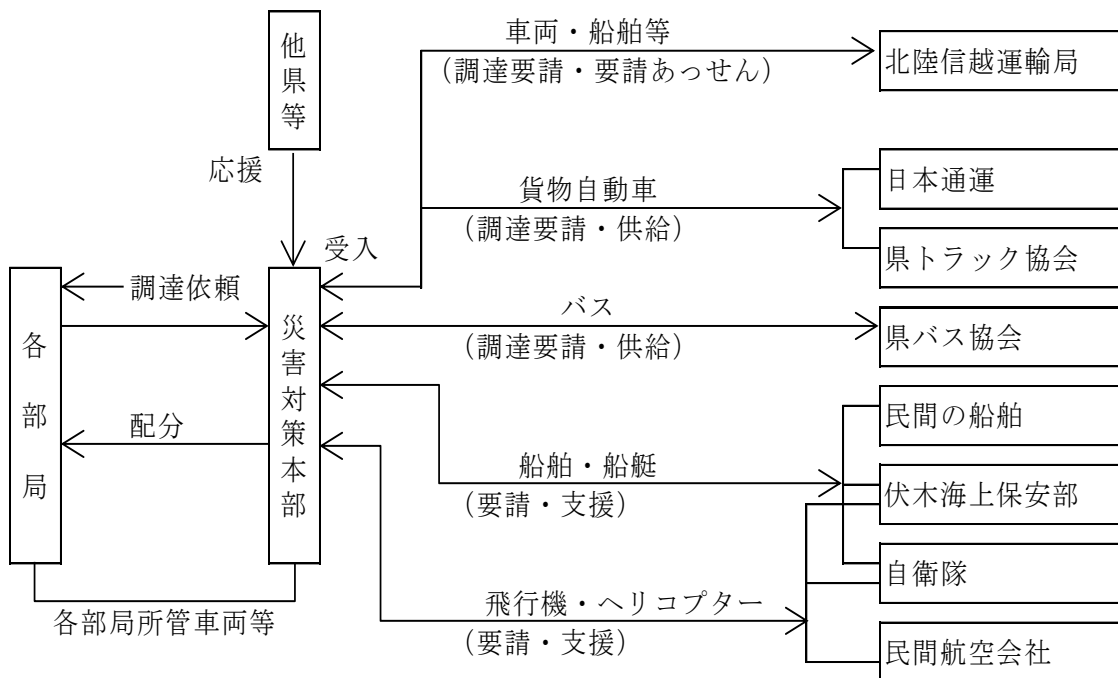 他県等
車両・船舶等
(調達要請・要請あっせん)
北陸信越運輸局
応援
貨物自動車
(調達要請・供給)
日本通運
県トラック協会
受入
調達依頼
各部局
災害対策本部
バス
(調達要請・供給)
県バス協会
配分
民間の船舶
船舶・船艇
(要請・支援)
伏木海上保安部
自衛隊
各部局所管車両等
飛行機・ヘリコプター
(要請・支援)
民間航空会社